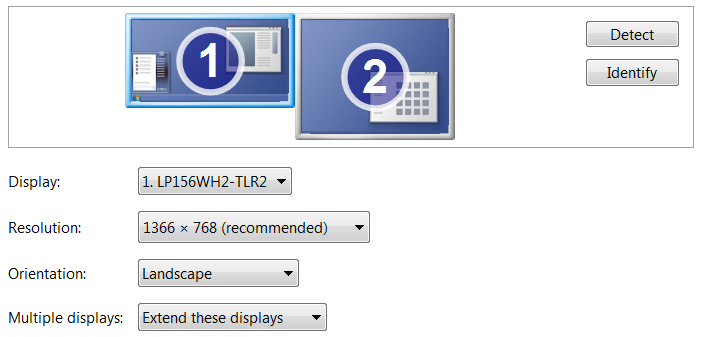 1
2
Detect
Identify
Display: 1. LP156WH2-TLR2
Resolution: 1366 × 768 (recommended)
Orientation: Landscape
Multiple displays: Extend these displays